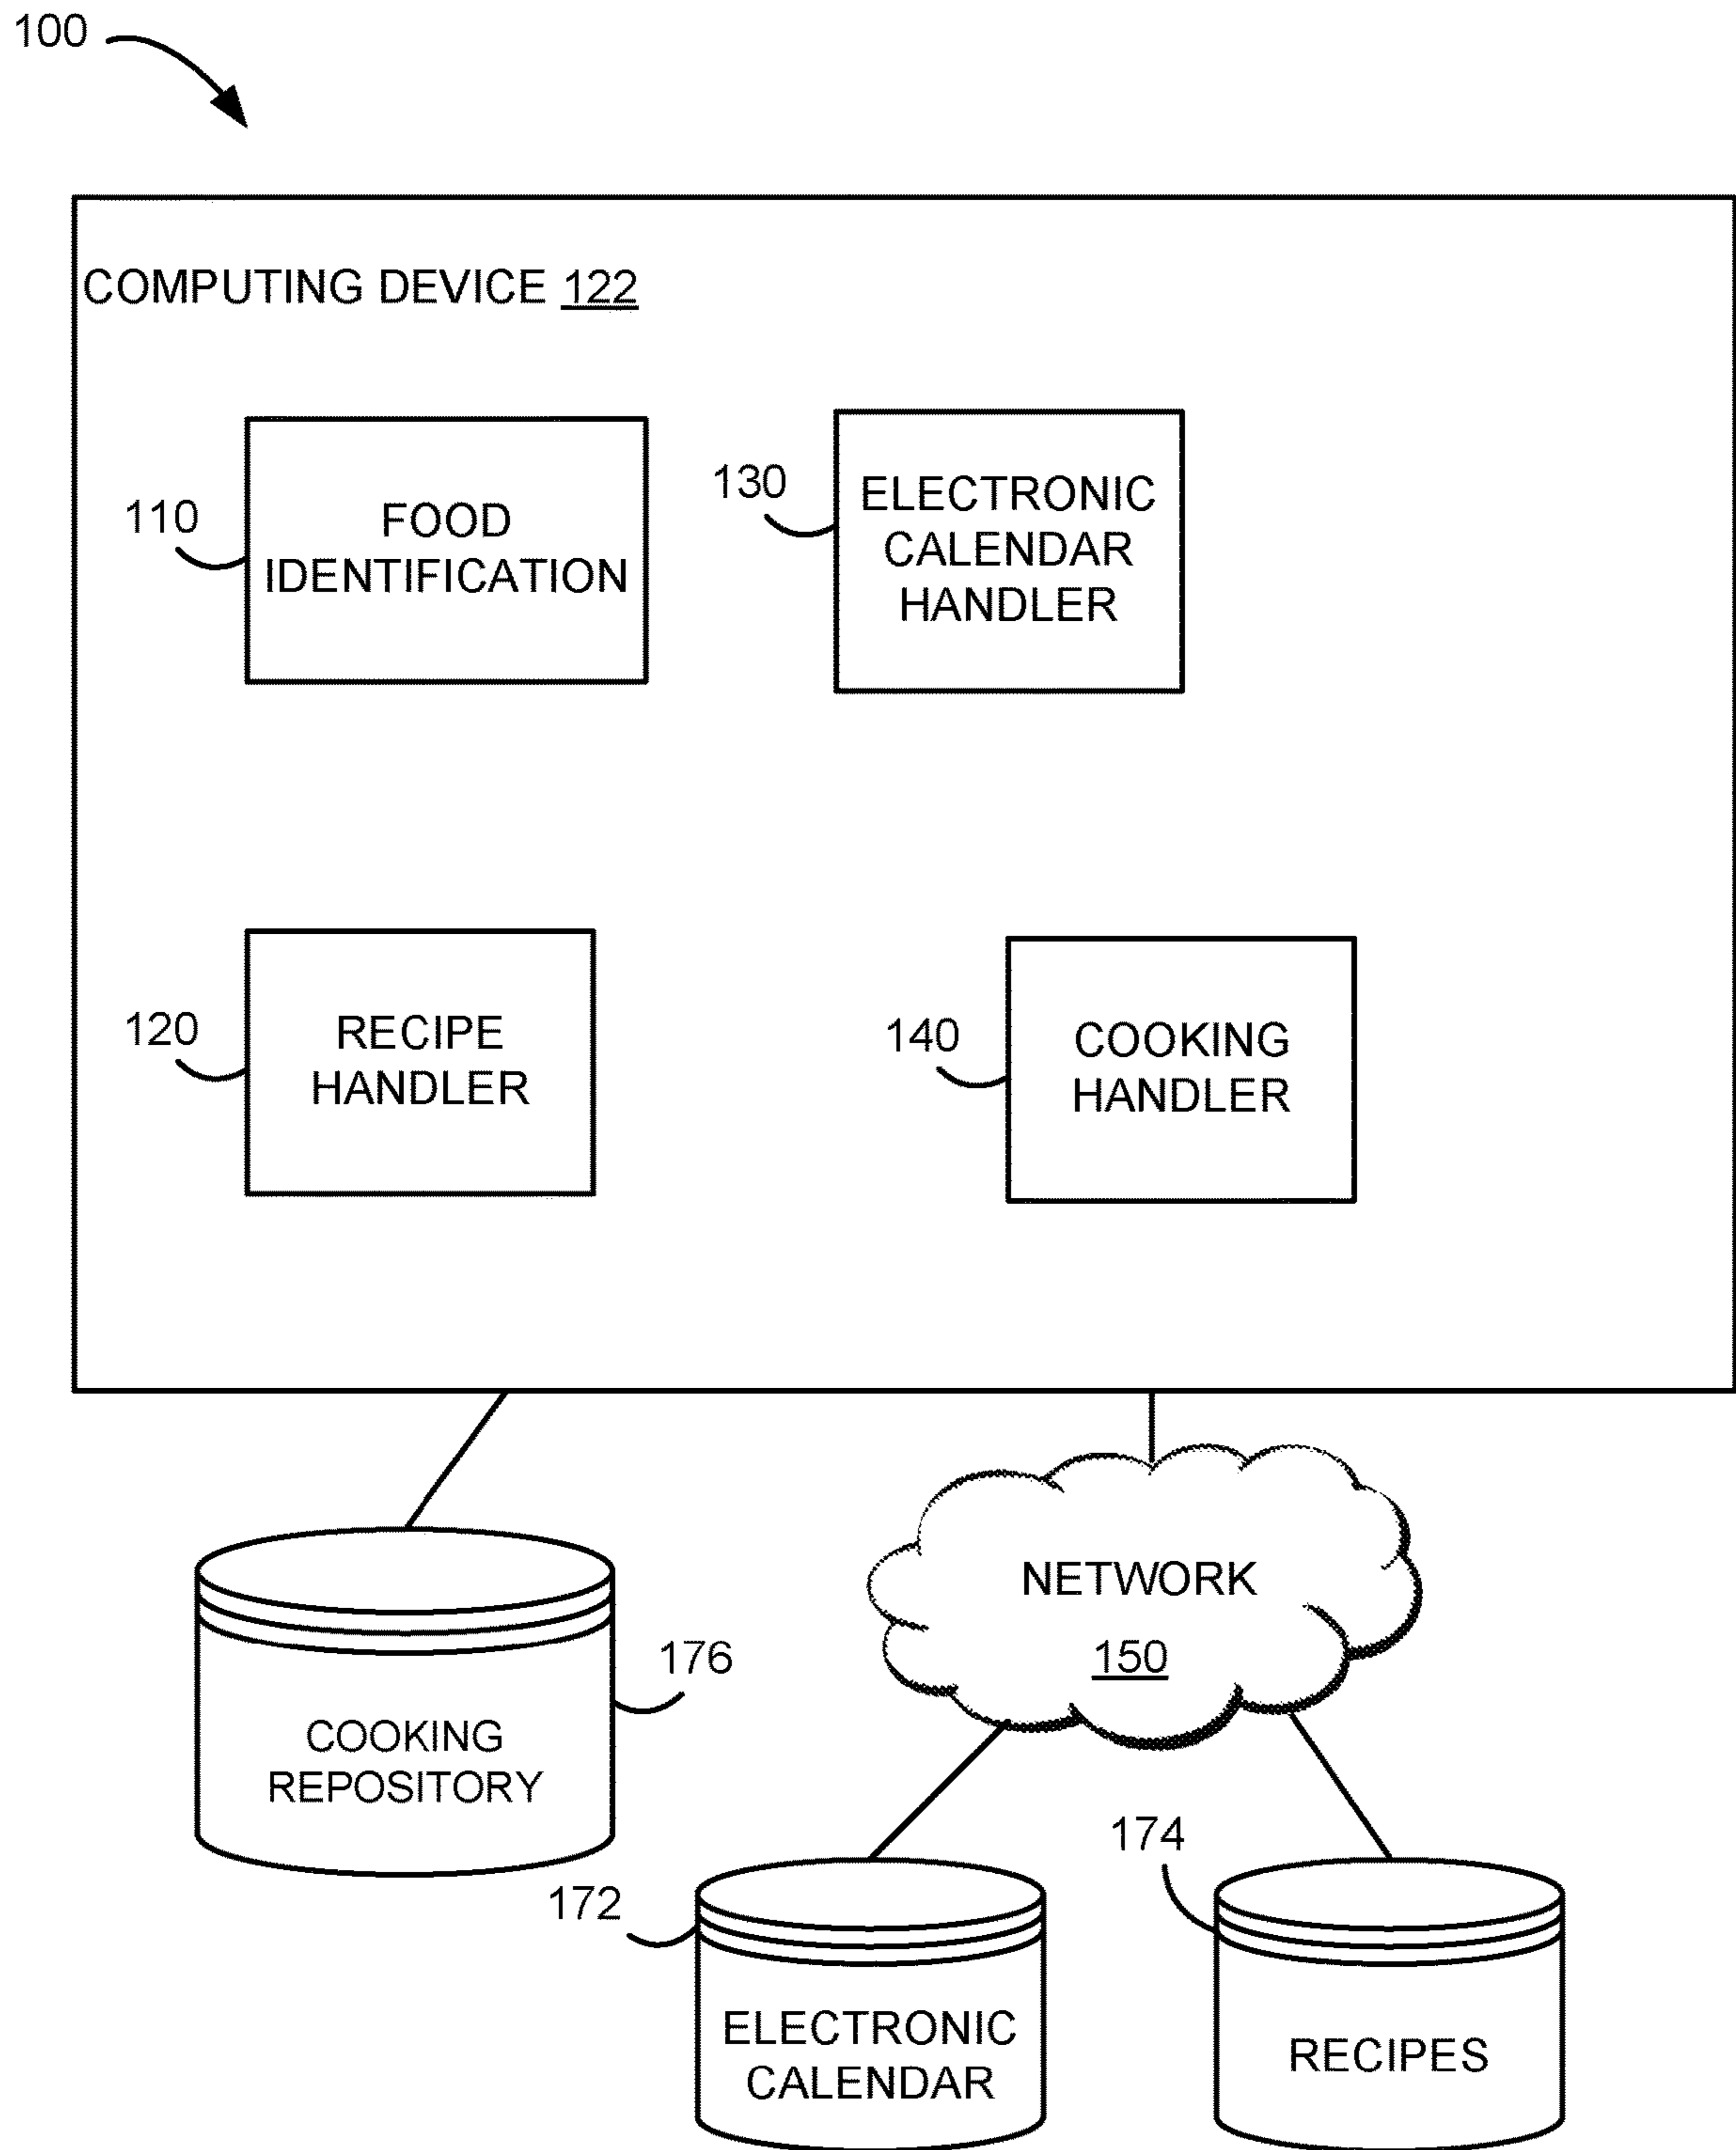 100
COMPUTING DEVICE 122
110
FOOD
IDENTIFICATION
130
ELECTRONIC
CALENDAR
HANDLER
120
RECIPE
HANDLER
140
COOKING
HANDLER
NETWORK
150
176
COOKING
REPOSITORY
172
ELECTRONIC
CALENDAR
174
RECIPES